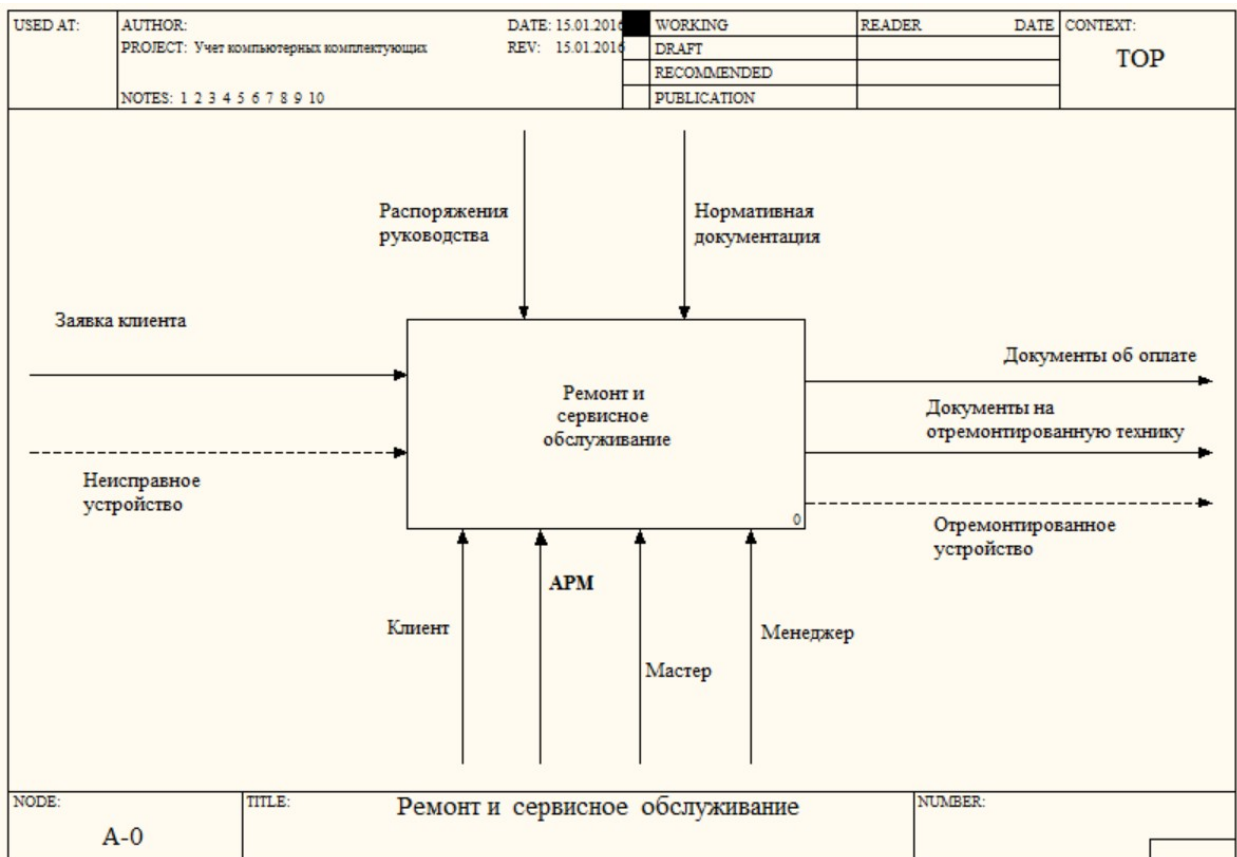 USED AT:
AUTHOR:
DATE: 15.01.2016
PROJECT: Учет компьютерных комплектующих
REV: 15.01.2016
NOTES: 1 2 3 4 5 6 7 8 9 10
WORKING
DRAFT
RECOMMENDED
PUBLICATION
READER DATE
CONTEXT:
TOP
Распоряжения
руководства
Нормативная
документация
Заявка клиента
Неисправное
устройство
Ремонт и
сервисное
обслуживание
0
Документы об оплате
Документы на
отремонтированную технику
Отремонтированное
устройство
Клиент
АРМ
Мастер
Менеджер
NODE:
A-0
TITLE:
Ремонт и сервисное обслуживание
NUMBER: